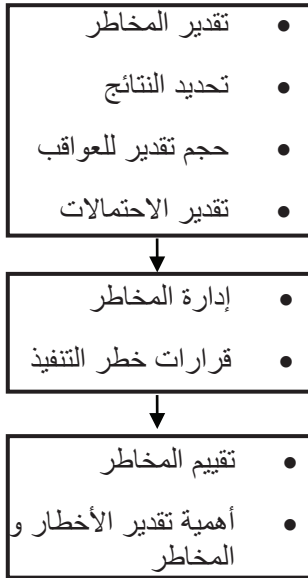 • تقدير المخاطر
• تحديد النتائج
• حجم تقدير للعواقب
• تقدير الاحتمالات
• إدارة المخاطر
• قرارات خطر التنفيذ
• تقييم المخاطر
• أهمية تقدير الأخطار و
المخاطر